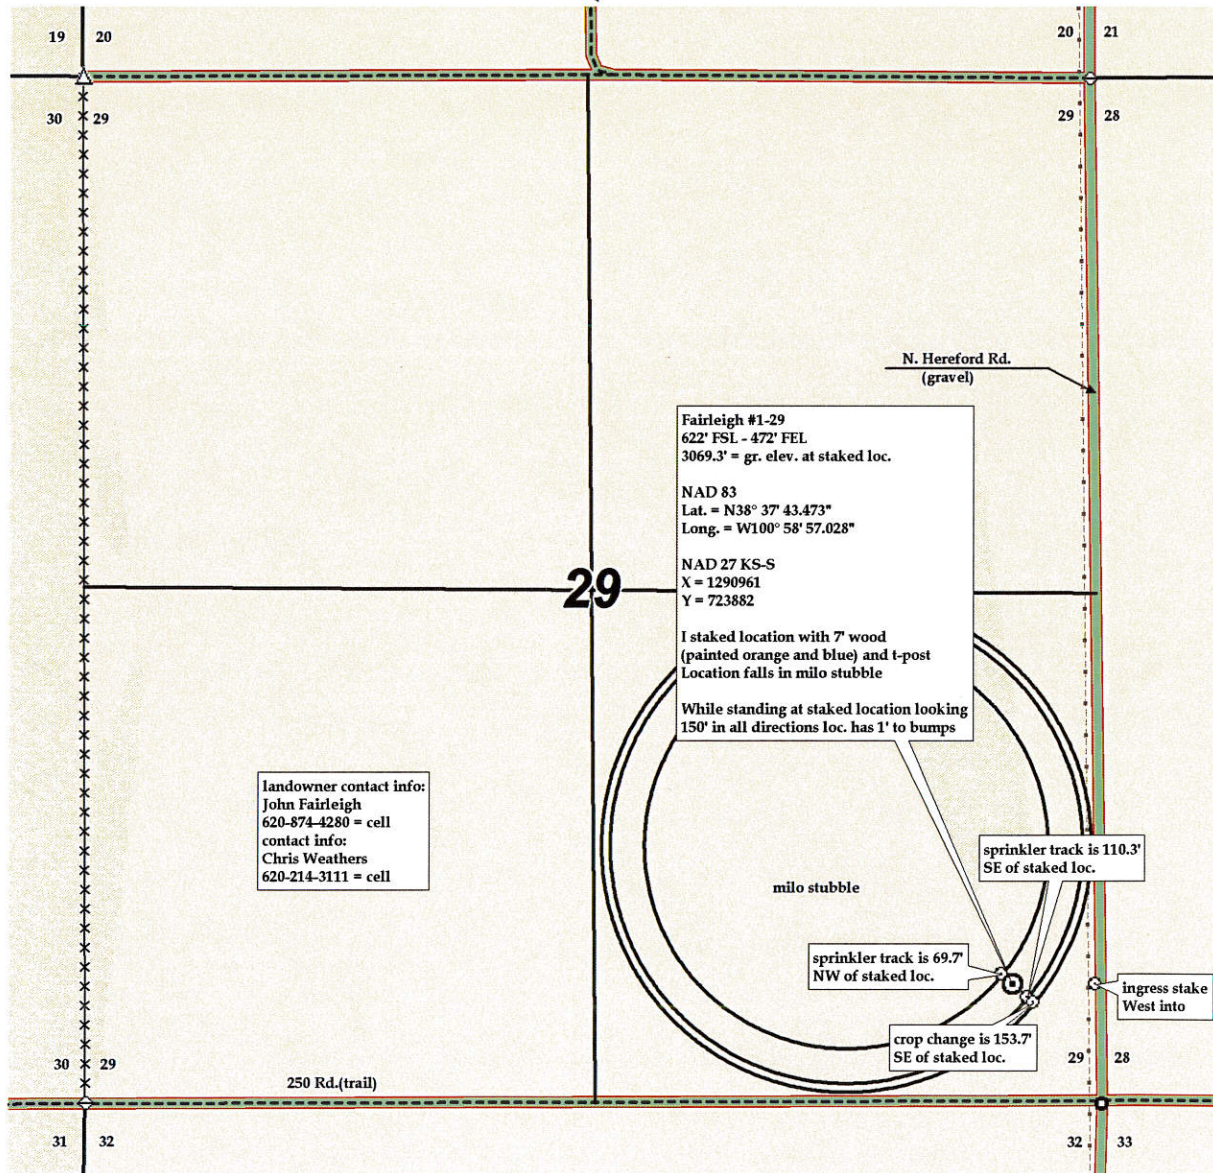 19 20
20 21
30 29
29 28
N. Hereford Rd.
(gravel)
Fairleigh #1-29
622' FSL - 472' FEL
3069.3' = gr. elev. at staked loc.
NAD 83
Lat. = N38° 37' 43.473"
Long. = W100° 58' 57.028"
NAD 27 KS-S
X = 1290961
Y = 723882
I staked location with 7' wood
(painted orange and blue) and t-post
Location falls in milo stubble
While standing at staked location looking
150' in all directions loc. has 1' to bumps
29
landowner contact info:
John Fairleigh
620-874-4280 = cell
contact info:
Chris Weathers
620-214-3111 = cell
sprinkler track is 110.3'
SE of staked loc.
milo stubble
sprinkler track is 69.7'
NW of staked loc.
ingress stake
West into
crop change is 153.7'
SE of staked loc.
30 29
29 28
250 Rd.(trail)
31 32
32 33